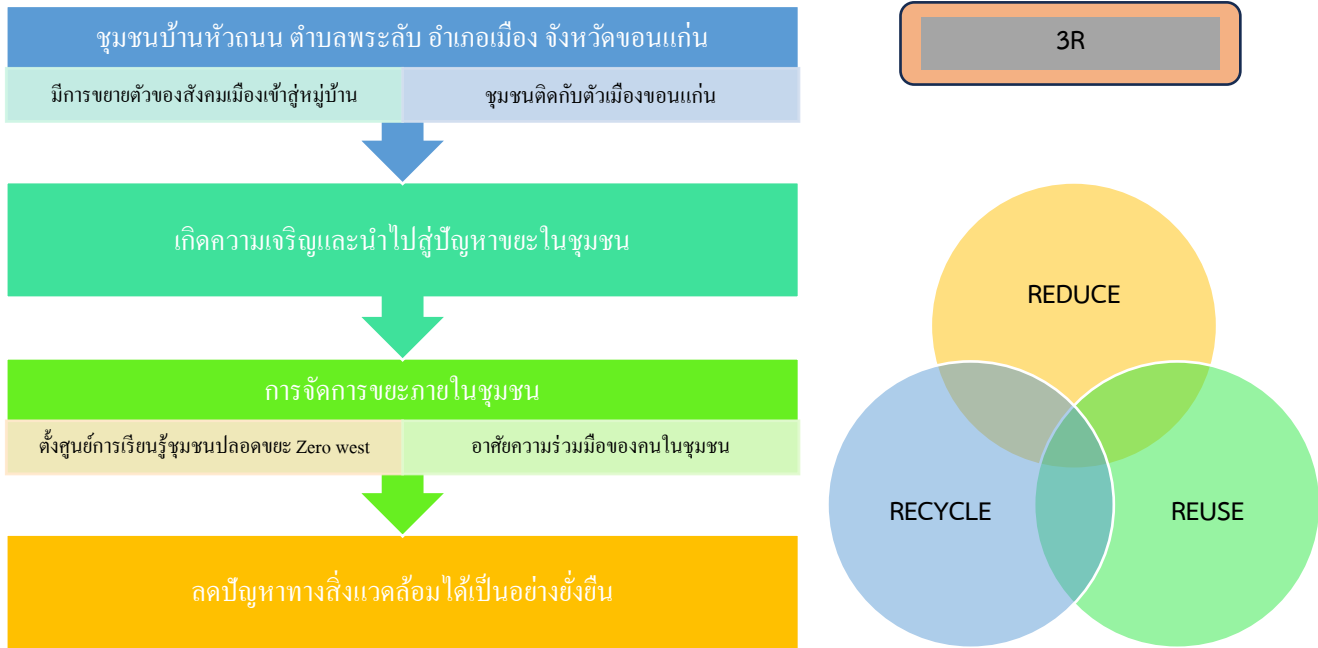 ชุมชนบ้านหัวถนน ตำบลพระลับ อำเภอเมือง จังหวัดขอนแก่น
มีการขยายตัวของสังคมเมืองเข้าสู่หมู่บ้าน
ชุมชนติดกับตัวเมืองขอนแก่น
เกิดความเจริญและนำไปสู่ปัญหาขยะในชุมชน
การจัดการขยะภายในชุมชน
ตั้งศูนย์การเรียนรู้ชุมชนปลอดขยะ Zero west
อาศัยความร่วมมือของคนในชุมชน
ลดปัญหาทางสิ่งแวดล้อมได้เป็นอย่างยั่งยืน
3R
REDUCE
RECYCLE
REUSE